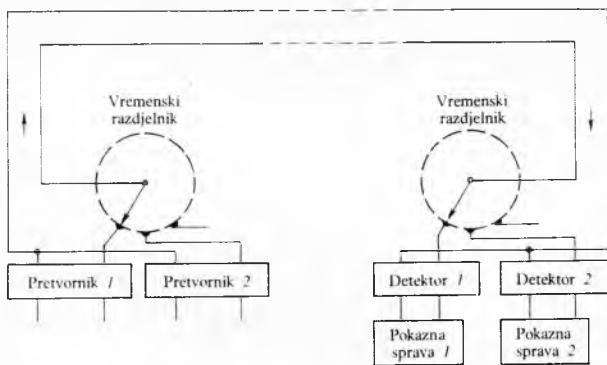 Vremenski
razdjelnik
Vremenski
razdjelnik
Pretvornik 1
Pretvornik 2
Detektor 1
Detektor 2
Pokazna
sprava 1
Pokazna
sprava 2